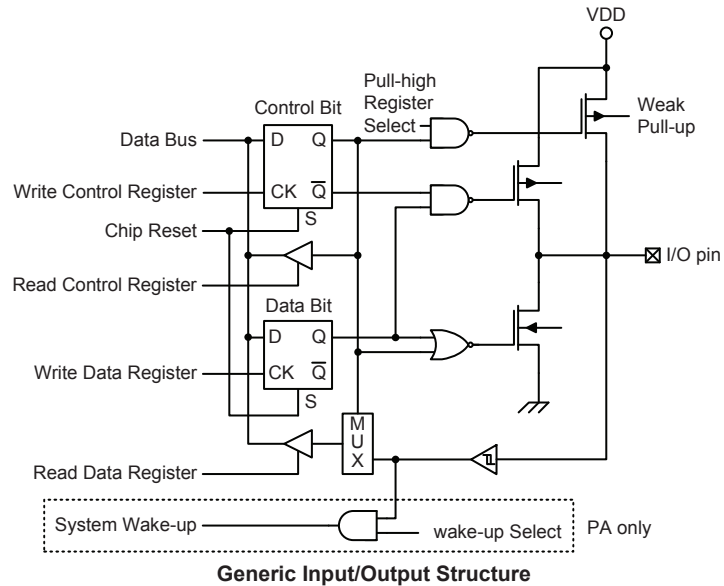 VDD
Pull-high
Register
Select
Control Bit
Weak
Pull-up
Data Bus
D
Q
Write Control Register
CK
Q
Chip Reset
S
I/O pin
Read Control Register
Data Bit
D
Q
Write Data Register
CK
Q
S
M
U
X
Read Data Register
System Wake-up
wake-up Select
PA only
Generic Input/Output Structure